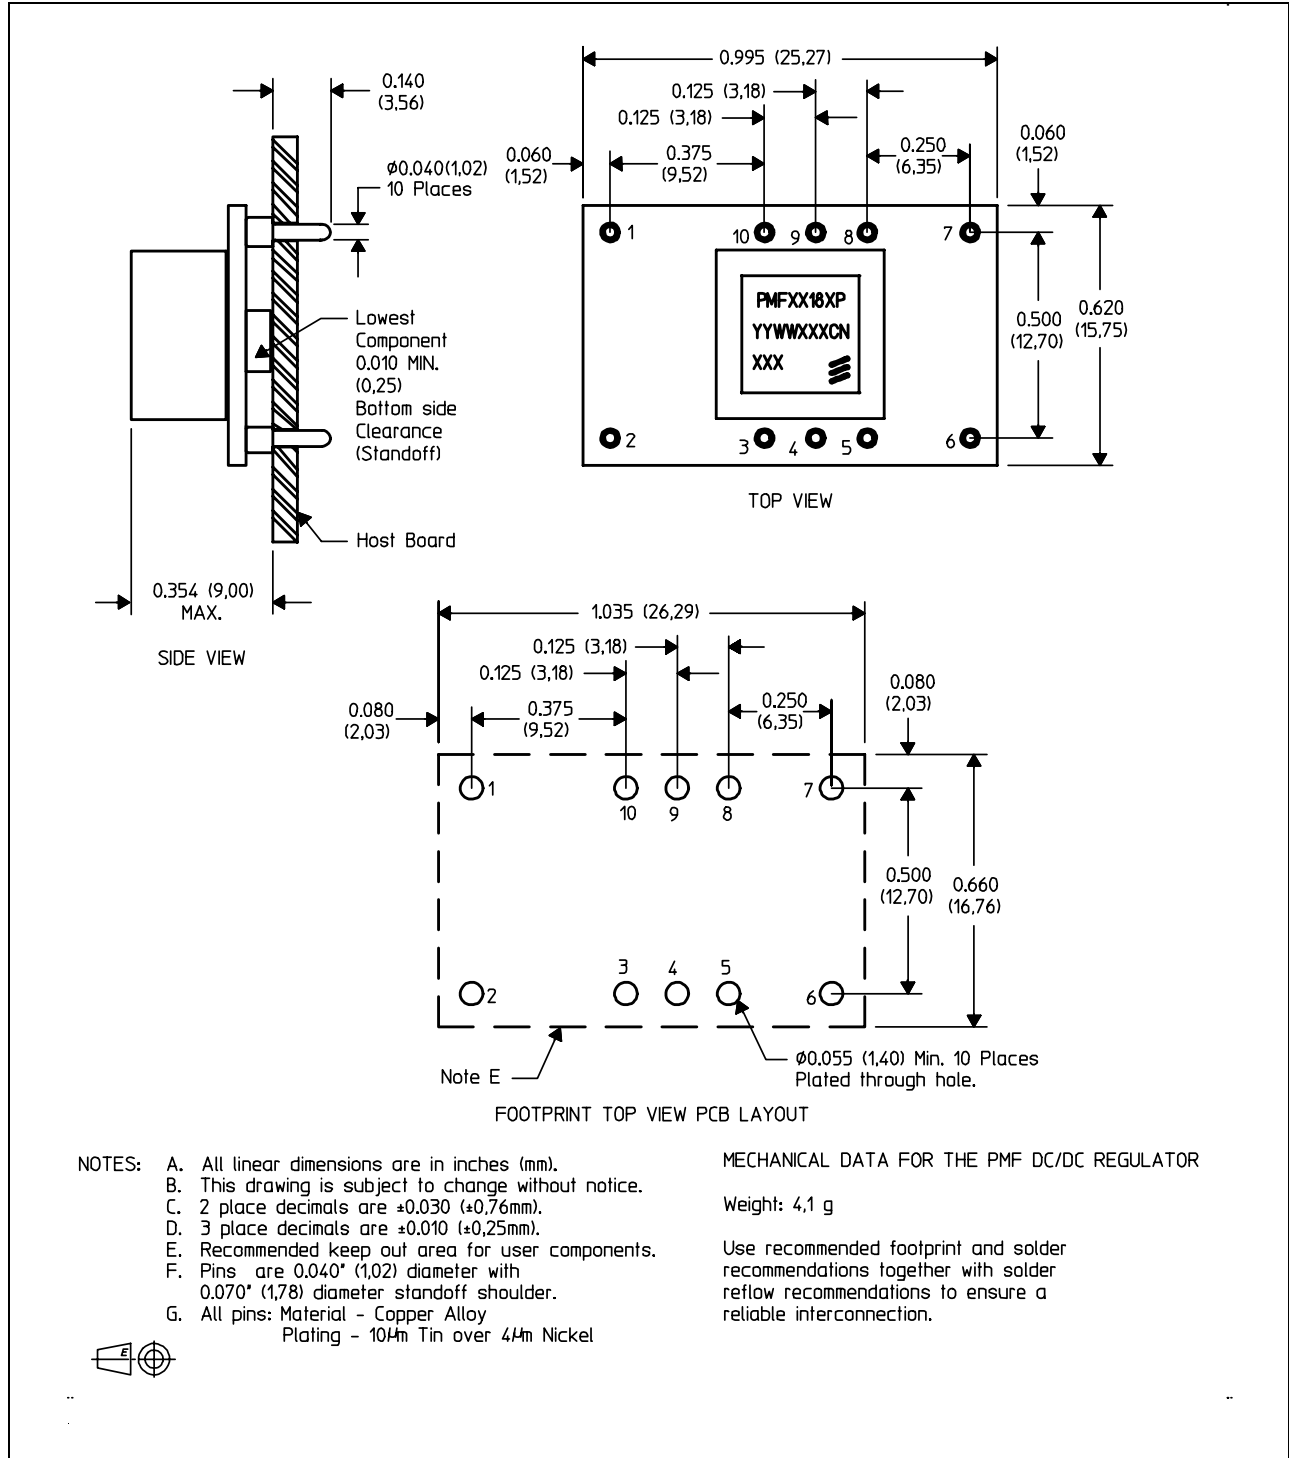 0.140
(3,56)
ø0.040(1,02)
10 Places
Lowest
Component
0.010 MIN.
(0,25)
Bottom side
Clearance
(Standoff)
Host Board
0.354 (9,00)
MAX.
SIDE VIEW
0.995 (25,27)
0.125 (3,18)
0.125 (3,18)
0.060
(1,52)
0.375
(9,52)
0.250
(6,35)
0.060
(1,52)
1
10
9
8
7
PMFXX18XP
YYWWXXXCN
XXX
0.500
(12,70)
0.620
(15,75)
2
3
4
5
6
TOP VIEW
1.035 (26,29)
0.125 (3,18)
0.125 (3,18)
0.080
(2,03)
0.375
(9,52)
0.250
(6,35)
0.080
(2,03)
1
10
9
8
7
0.500
(12,70)
0.660
(16,76)
2
3
4
5
6
Note E
ø0.055 (1,40) Min. 10 Places
Plated through hole.
FOOTPRINT TOP VIEW PCB LAYOUT
NOTES: A. All linear dimensions are in inches (mm).
B. This drawing is subject to change without notice.
C. 2 place decimals are ±0.030 (±0,76mm).
D. 3 place decimals are ±0.010 (±0,25mm).
E. Recommended keep out area for user components.
F. Pins are 0.040" (1,02) diameter with
0.070" (1,78) diameter standoff shoulder.
G. All pins: Material - Copper Alloy
Plating - 10µm Tin over 4µm Nickel
E
MECHANICAL DATA FOR THE PMF DC/DC REGULATOR
Weight: 4,1 g
Use recommended footprint and solder
recommendations together with solder
reflow recommendations to ensure a
reliable interconnection.